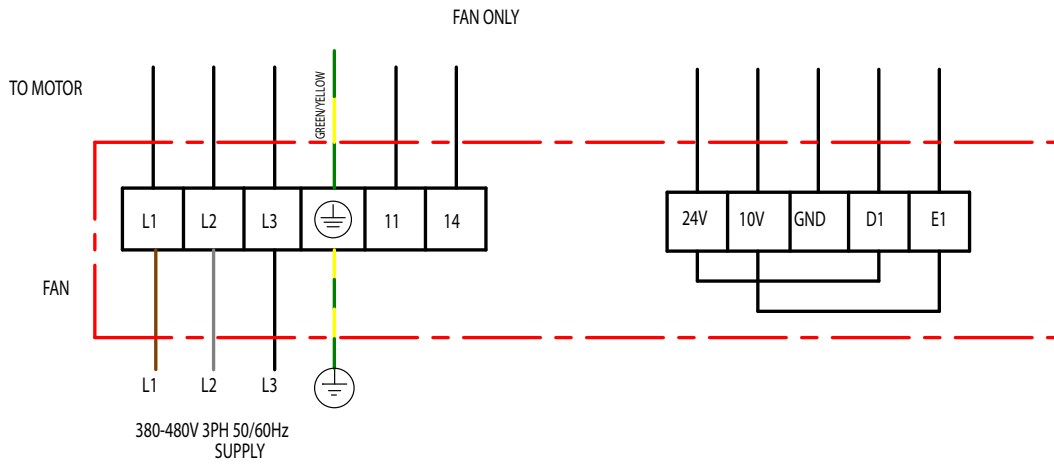 FAN ONLY
TO MOTOR
GREEN/YELLOW
L1 L2 L3 11 14
24V 10V GND D1 E1
FAN
L1 L2 L3
380-480V 3PH 50/60Hz
SUPPLY